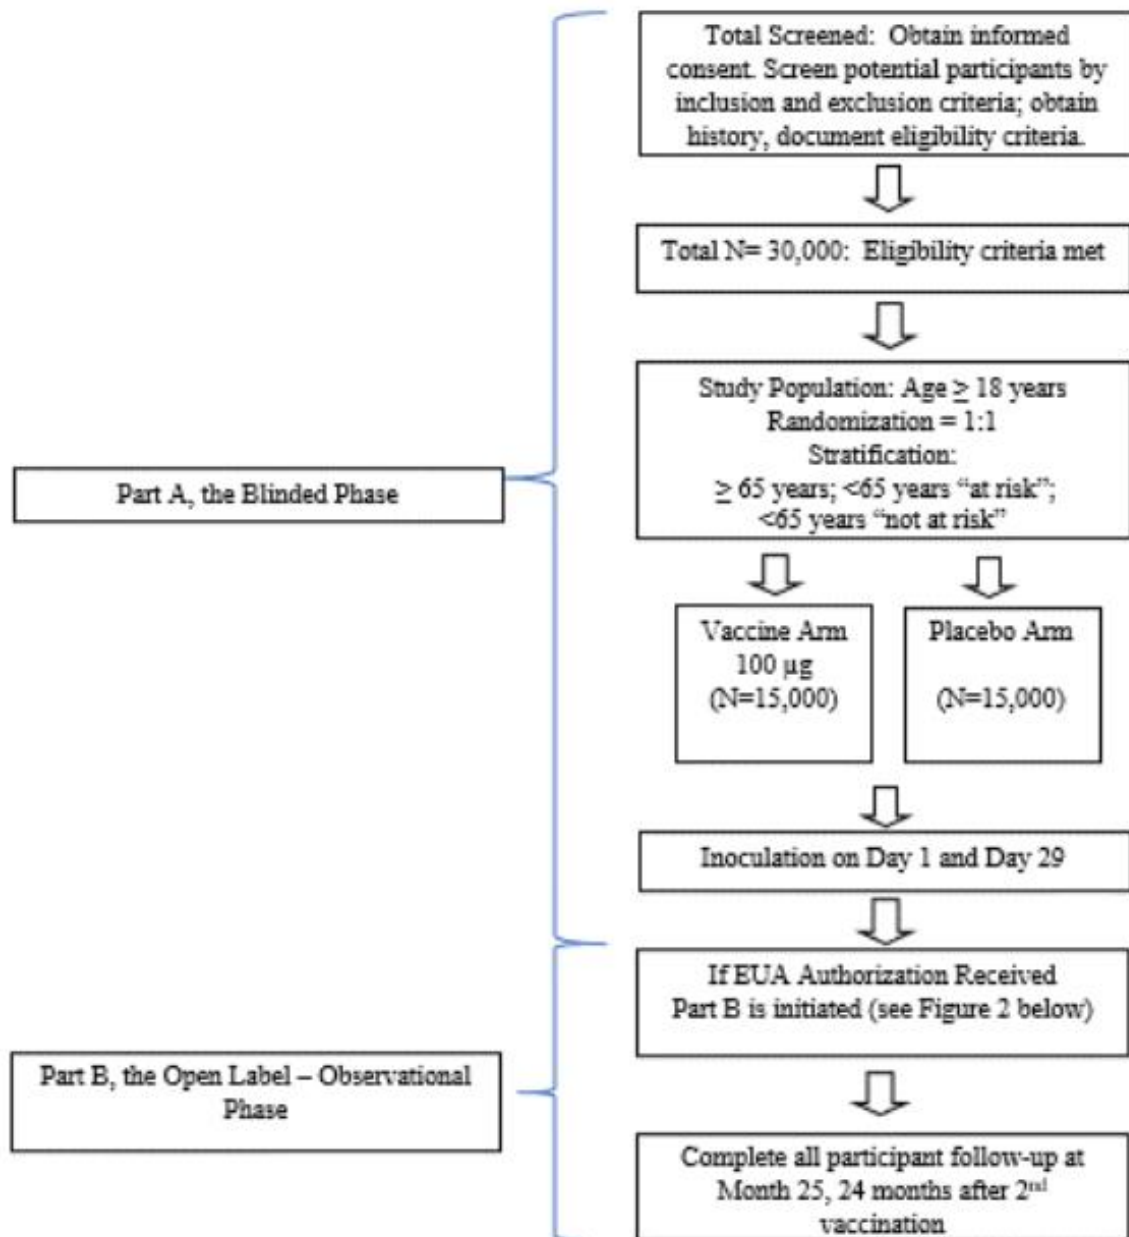 Total Screened: Obtain informed
consent. Screen potential participants by
inclusion and exclusion criteria; obtain
history, document eligibility criteria.
Total N= 30,000: Eligibility criteria met
Study Population: Age ≥ 18 years
Randomization = 1:1
Stratification:
≥ 65 years; <65 years “at risk”;
<65 years “not at risk”
Part A, the Blinded Phase
Vaccine Arm
100 µg
(N=15,000)
Placebo Arm
(N=15,000)
Inoculation on Day 1 and Day 29
If EUA Authorization Received
Part B is initiated (see Figure 2 below)
Part B, the Open Label – Observational
Phase
Complete all participant follow-up at
Month 25, 24 months after 2nd
vaccination